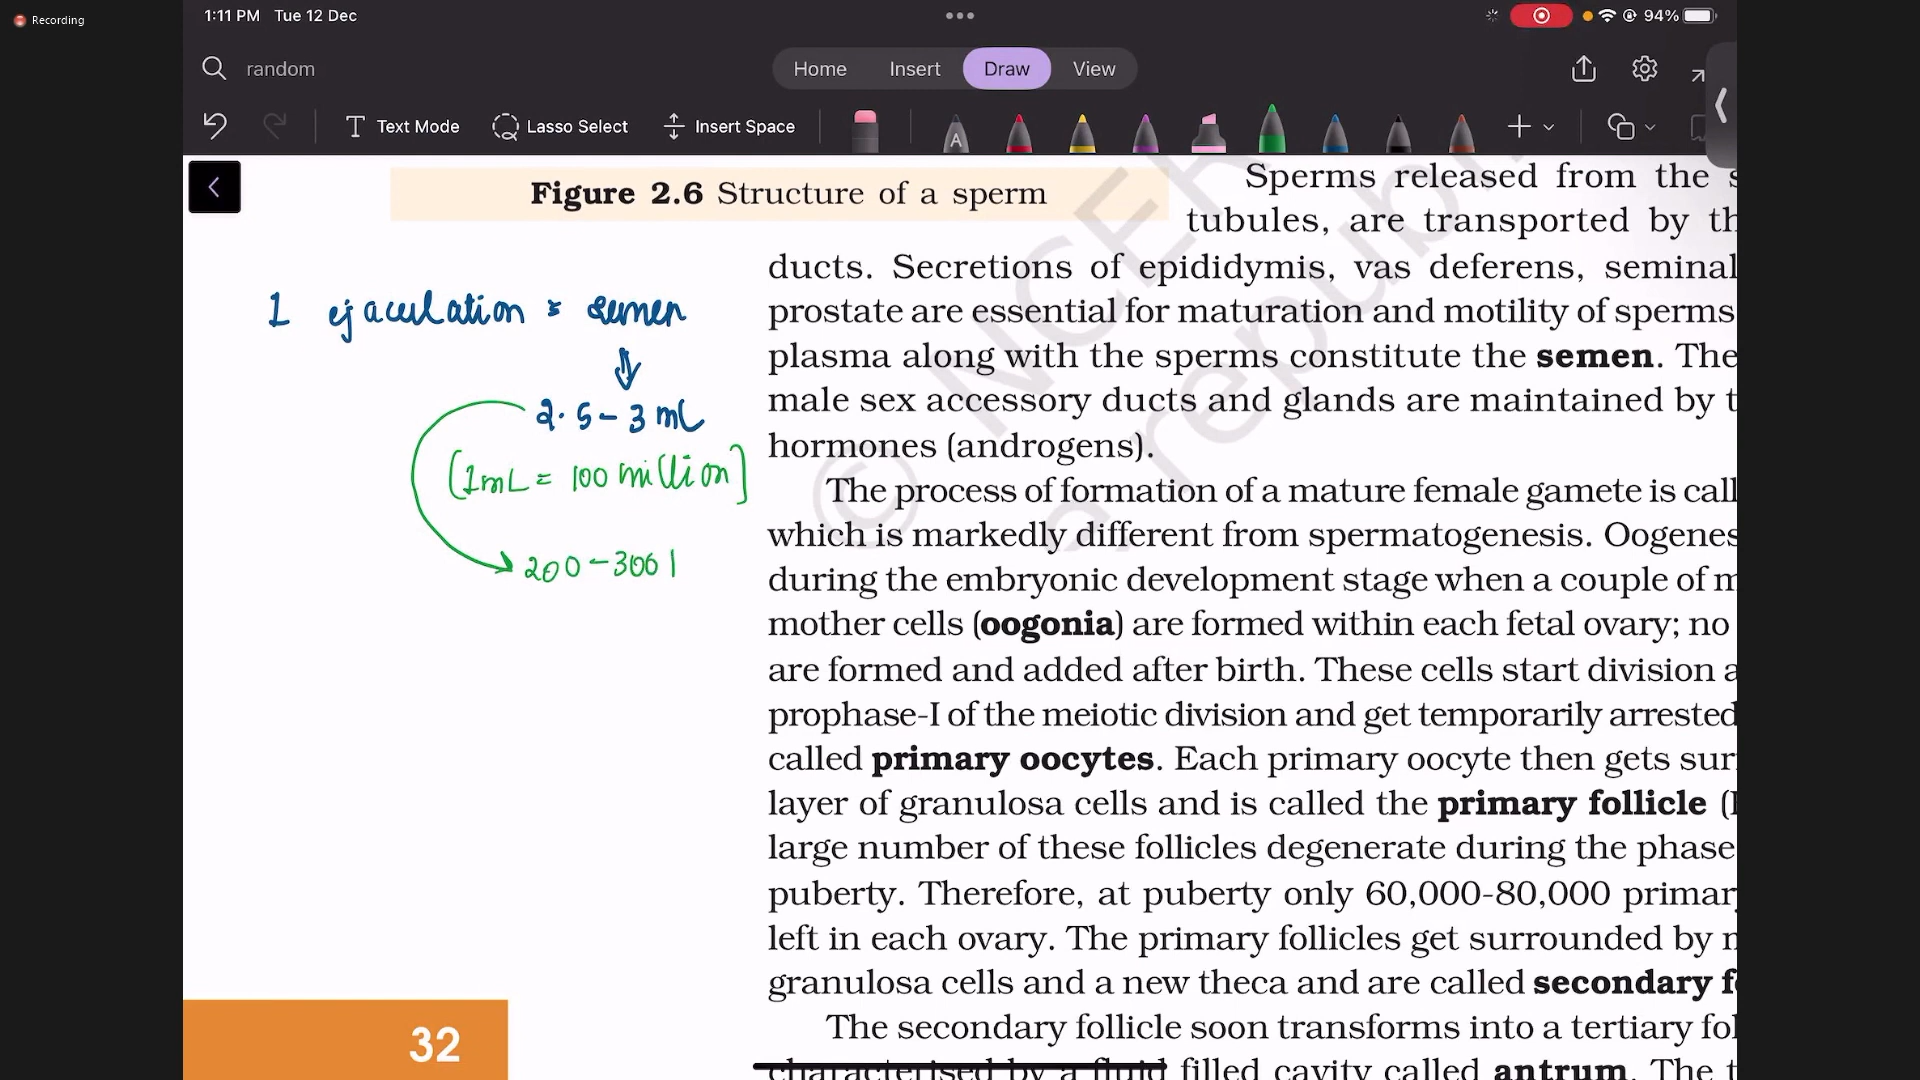 Recording
1:11 PM Tue 12 Dec
94%
random
Home Insert Draw View
Text Mode Lasso Select Insert Space
A
Figure 2.6 Structure of a sperm
1 ejaculation = semen
2.5 - 3 mL
[1mL = 100 million]
200 - 300
Sperms released from the s
tubules, are transported by th
ducts. Secretions of epididymis, vas deferens, seminal
prostate are essential for maturation and motility of sperms
plasma along with the sperms constitute the semen. The
male sex accessory ducts and glands are maintained by t
hormones (androgens).
The process of formation of a mature female gamete is call
which is markedly different from spermatogenesis. Oogenes
during the embryonic development stage when a couple of m
mother cells (oogonia) are formed within each fetal ovary; no
are formed and added after birth. These cells start division a
prophase-I of the meiotic division and get temporarily arrested
called primary oocytes. Each primary oocyte then gets sur
layer of granulosa cells and is called the primary follicle (
large number of these follicles degenerate during the phase
puberty. Therefore, at puberty only 60,000-80,000 primar
left in each ovary. The primary follicles get surrounded by
granulosa cells and a new theca and are called secondary f
The secondary follicle soon transforms into a tertiary fol
characterised by a fluid filled cavity called antrum. The t
32
© NCER
republ